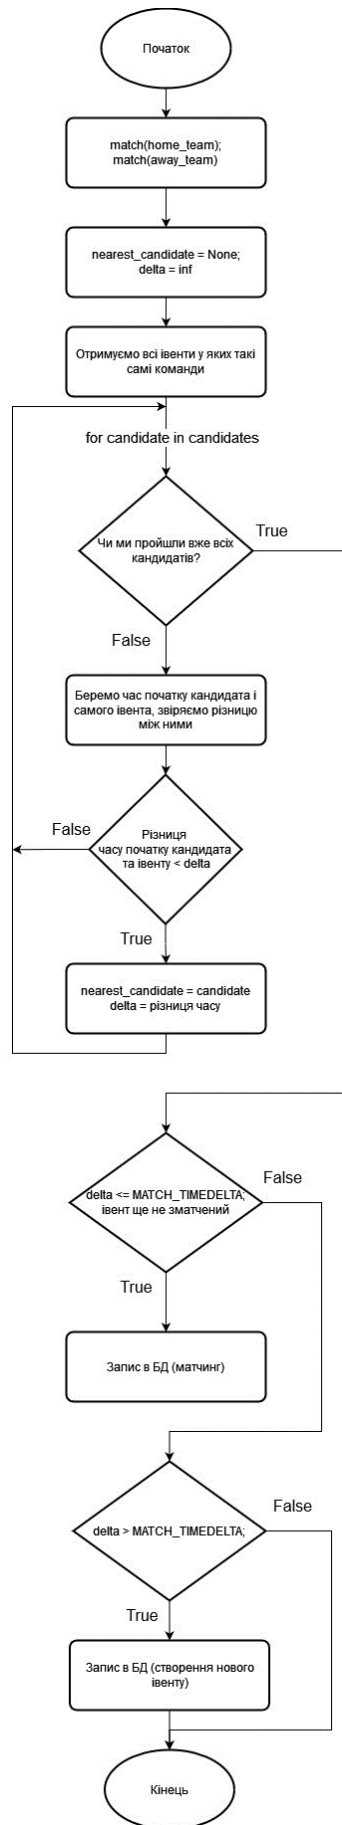 Початок
match(home_team);
match(away_team)
nearest_candidate = None;
delta = inf
Отримуємо всі івенти у яких такі
самі команди
for candidate in candidates
Чи ми пройшли вже всіх
кандидатів?
True
False
Беремо час початку кандидата і
самого івента, звіряємо різницю
між ними
Різниця
часу початку кандидата
та івенту < delta
False
True
nearest_candidate = candidate
delta = різниця часу
delta <= MATCH_TIMEDELTA;
івент ще не зматчений
False
True
Запис в БД (матчинг)
delta > MATCH_TIMEDELTA;
False
True
Запис в БД (створення нового
івенту)
Кінець